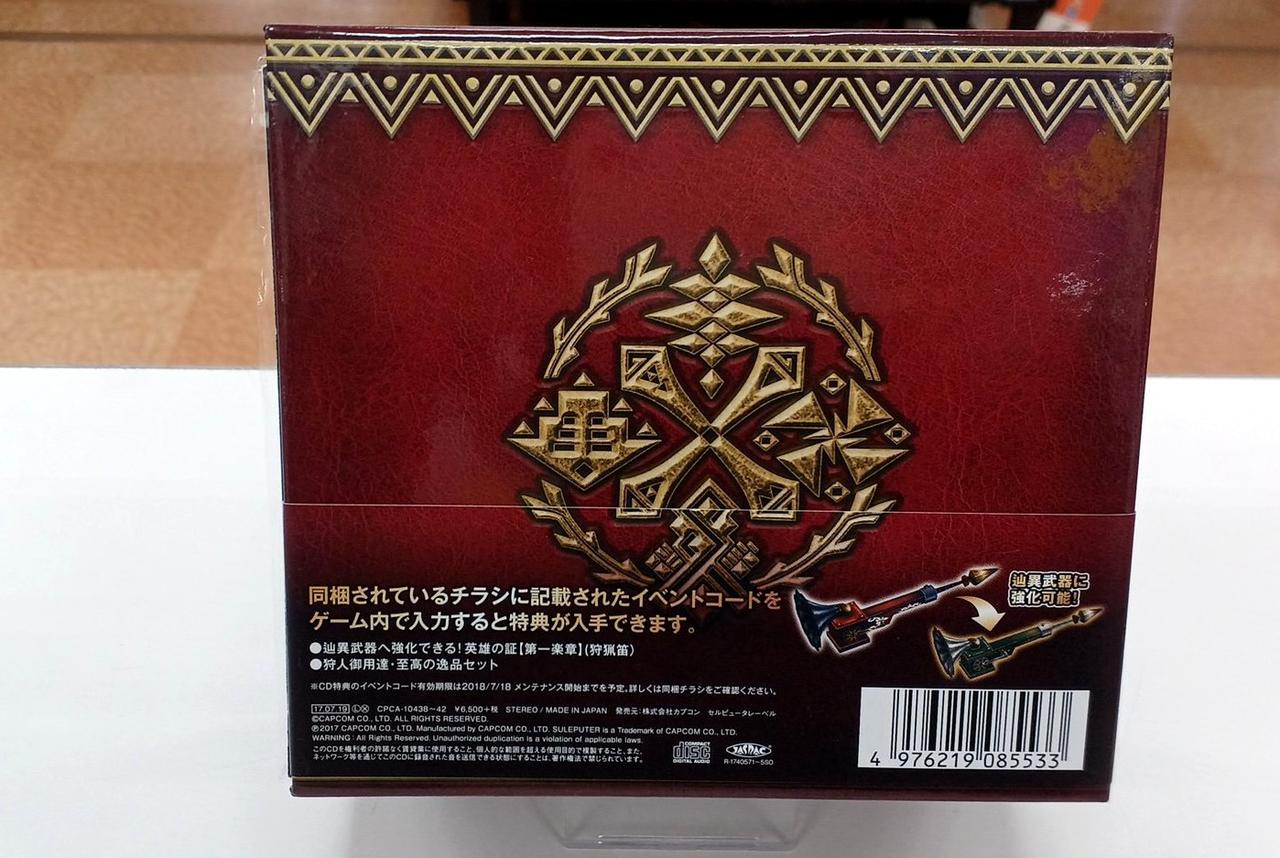 同梱されているチラシに記載されたイベントコードを
ゲーム内で入力すると特典が入手できます。
辿異武器に
強化可能!
●辿異武器へ強化できる! 英雄の証【第一楽章】(狩猟笛)
●狩人御用達・至高の逸品セット
※CD特典のイベントコード有効期限は2018/7/18 メンテナンス開始までを予定。詳しくは同梱チラシをご確認ください。
17.07.19 Ⓛ CPCA-10438〜42 ¥6,500+税 STEREO / MADE IN JAPAN 発売元:株式会社カプコン セルピュータレーベル
©CAPCOM CO., LTD. ALL RIGHTS RESERVED.
℗2017 CAPCOM CO., LTD. Manufactured by CAPCOM CO., LTD. SULEPUTER is a Trademark of CAPCOM CO., LTD.
WARNING : All Rights Reserved. Unauthorized duplication is a violation of applicable laws.
このCDを権利者の許諾なく賃貸業に使用すること、個人的な範囲を超える使用目的で複製すること、また、
ネットワーク等を通じてこのCDに録音された音を送信できる状態にすることは、著作権法で禁じられています。
COMPACT
disc
DIGITAL AUDIO
JASRAC
R-1740571〜5SO
4 976219 085533